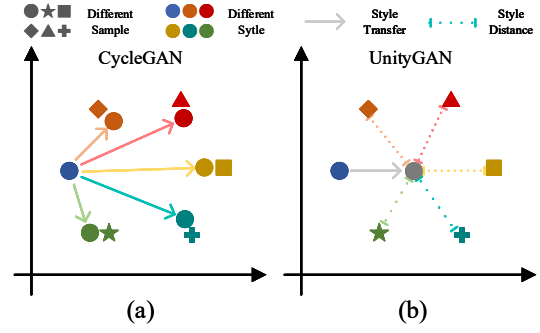 Different
Sample
Different
Sytle
Style
Transfer
Style
Distance
CycleGAN
UnityGAN
(a)
(b)